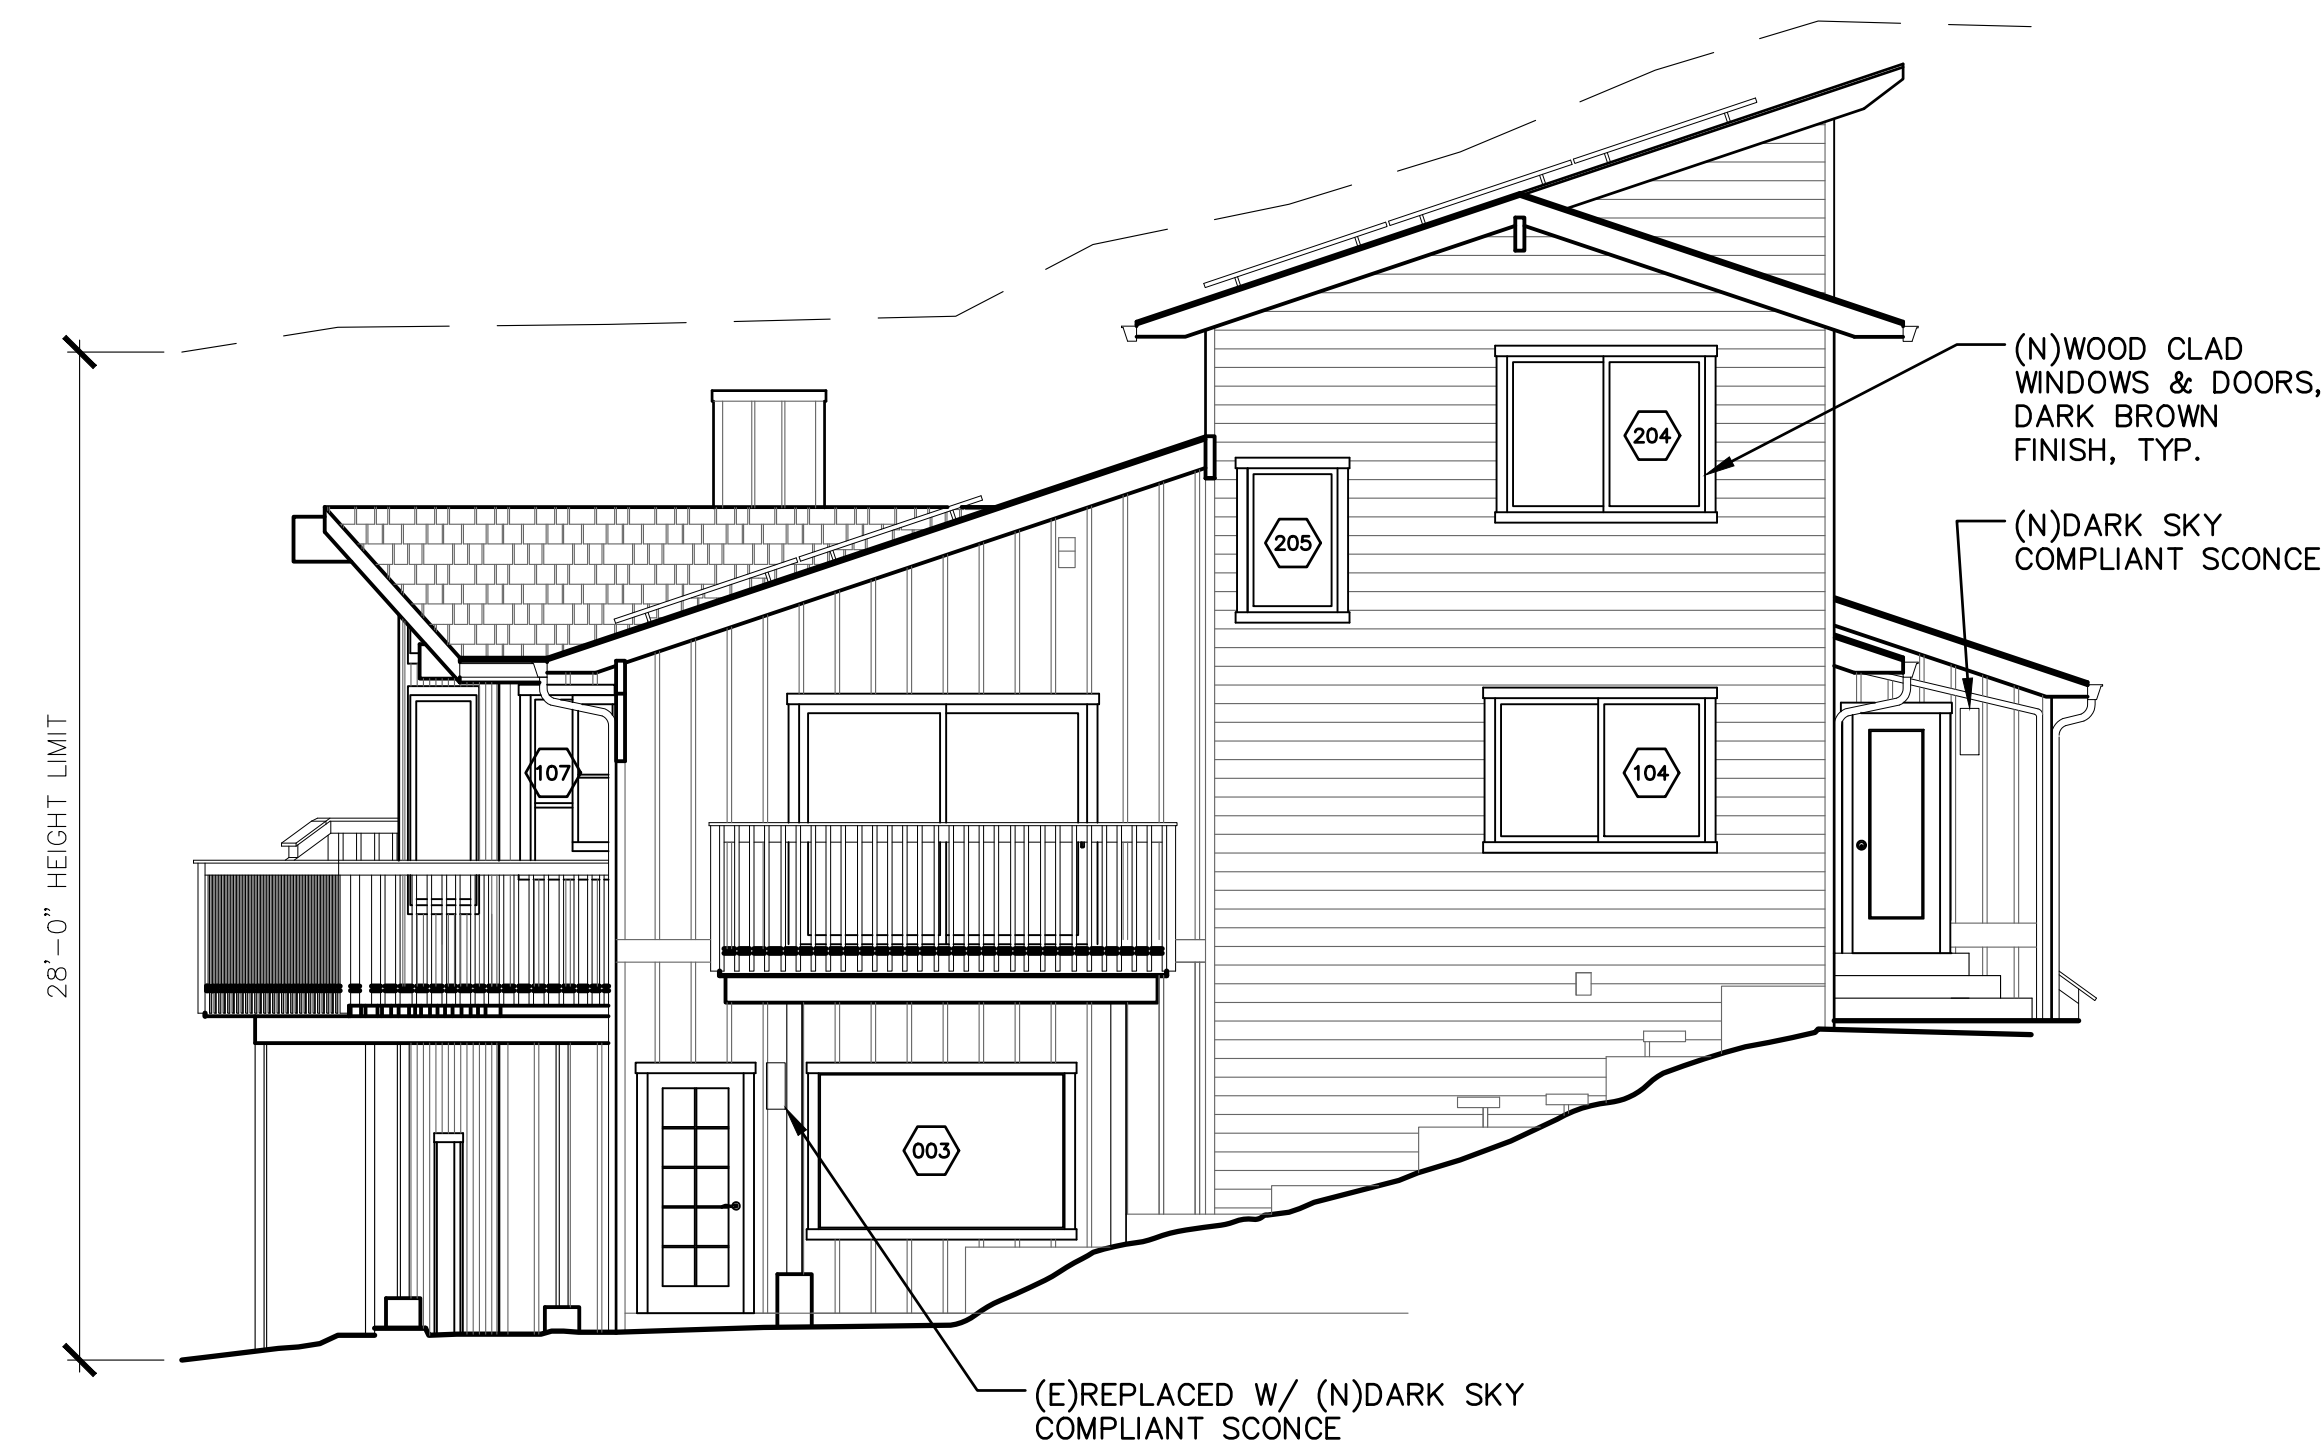 (N)WOOD CLAD
WINDOWS & DOORS,
DARK BROWN
FINISH, TYP.
204
205
(N)DARK SKY
COMPLIANT SCONCE
107
104
28'-0" HEIGHT LIMIT
003
(E)REPLACED W/ (N)DARK SKY
COMPLIANT SCONCE